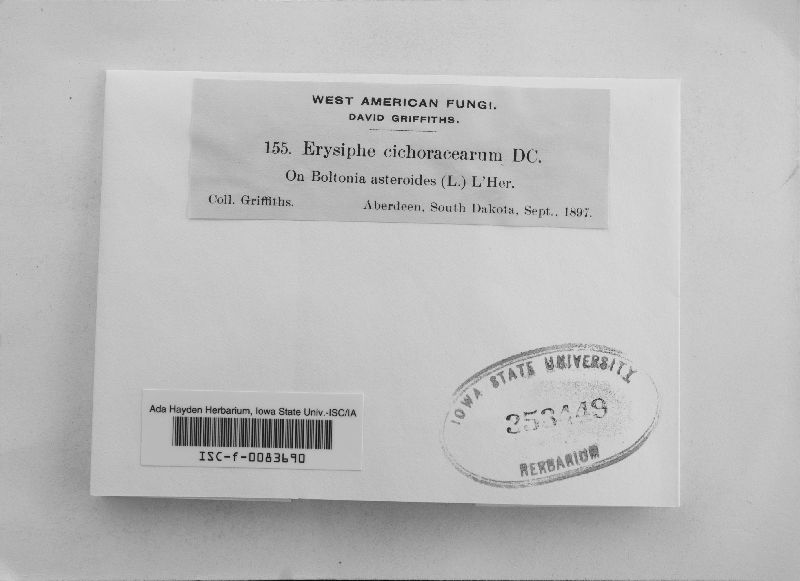 WEST AMERICAN FUNGI.
DAVID GRIFFITHS.
155. Erysiphe cichoracearum DC.
On Boltonia asteroides (L.) L'Her.
Coll. Griffiths. Aberdeen, South Dakota, Sept., 1897.
Ada Hayden Herbarium, Iowa State Univ.-ISC/IA
ISC-f-0083690
IOWA STATE UNIVERSITY
353449
HERBARIUM